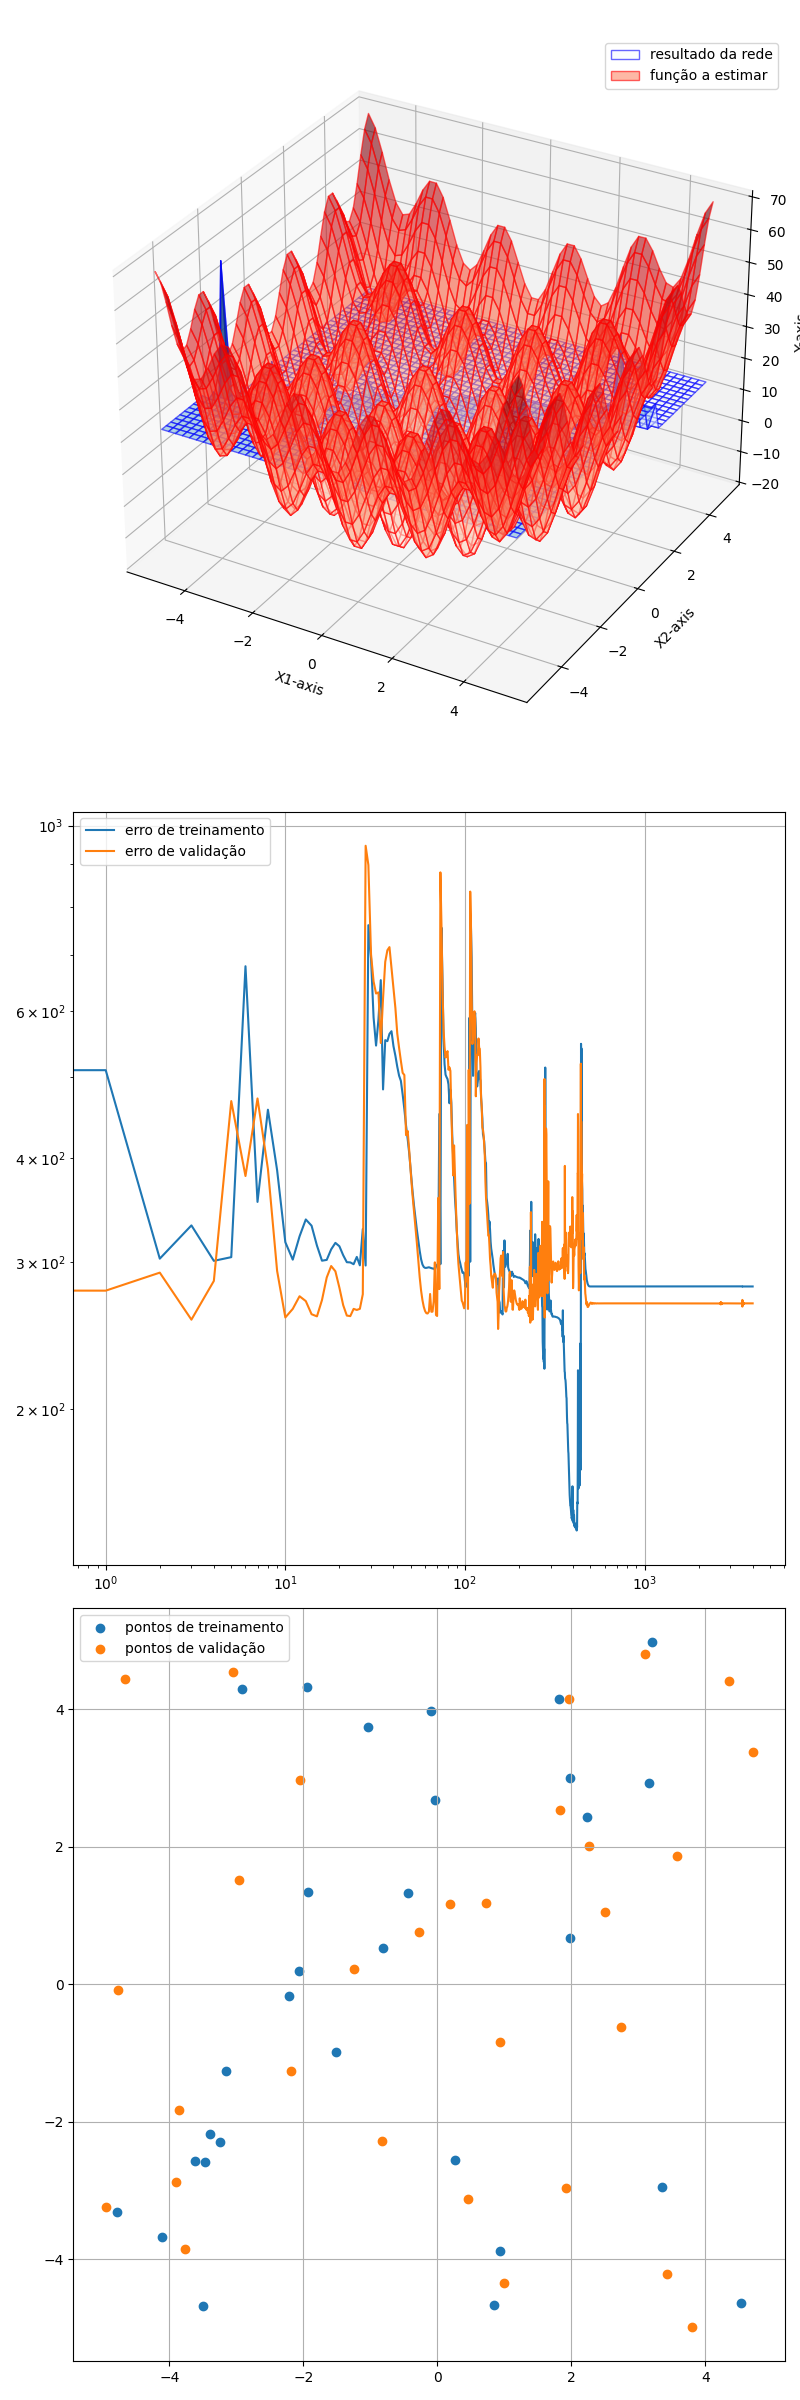 resultado da rede
função a estimar
70
60
50
40
30
20
10
0
−10
−20
Y-axis
4
2
0
−2
−4
X2-axis
−4
−2
0
2
4
X1-axis
erro de treinamento
erro de validação
10³
6 × 10²
4 × 10²
3 × 10²
2 × 10²
10⁰ 10¹ 10² 10³
pontos de treinamento
pontos de validação
4
2
0
−2
−4
−4 −2 0 2 4